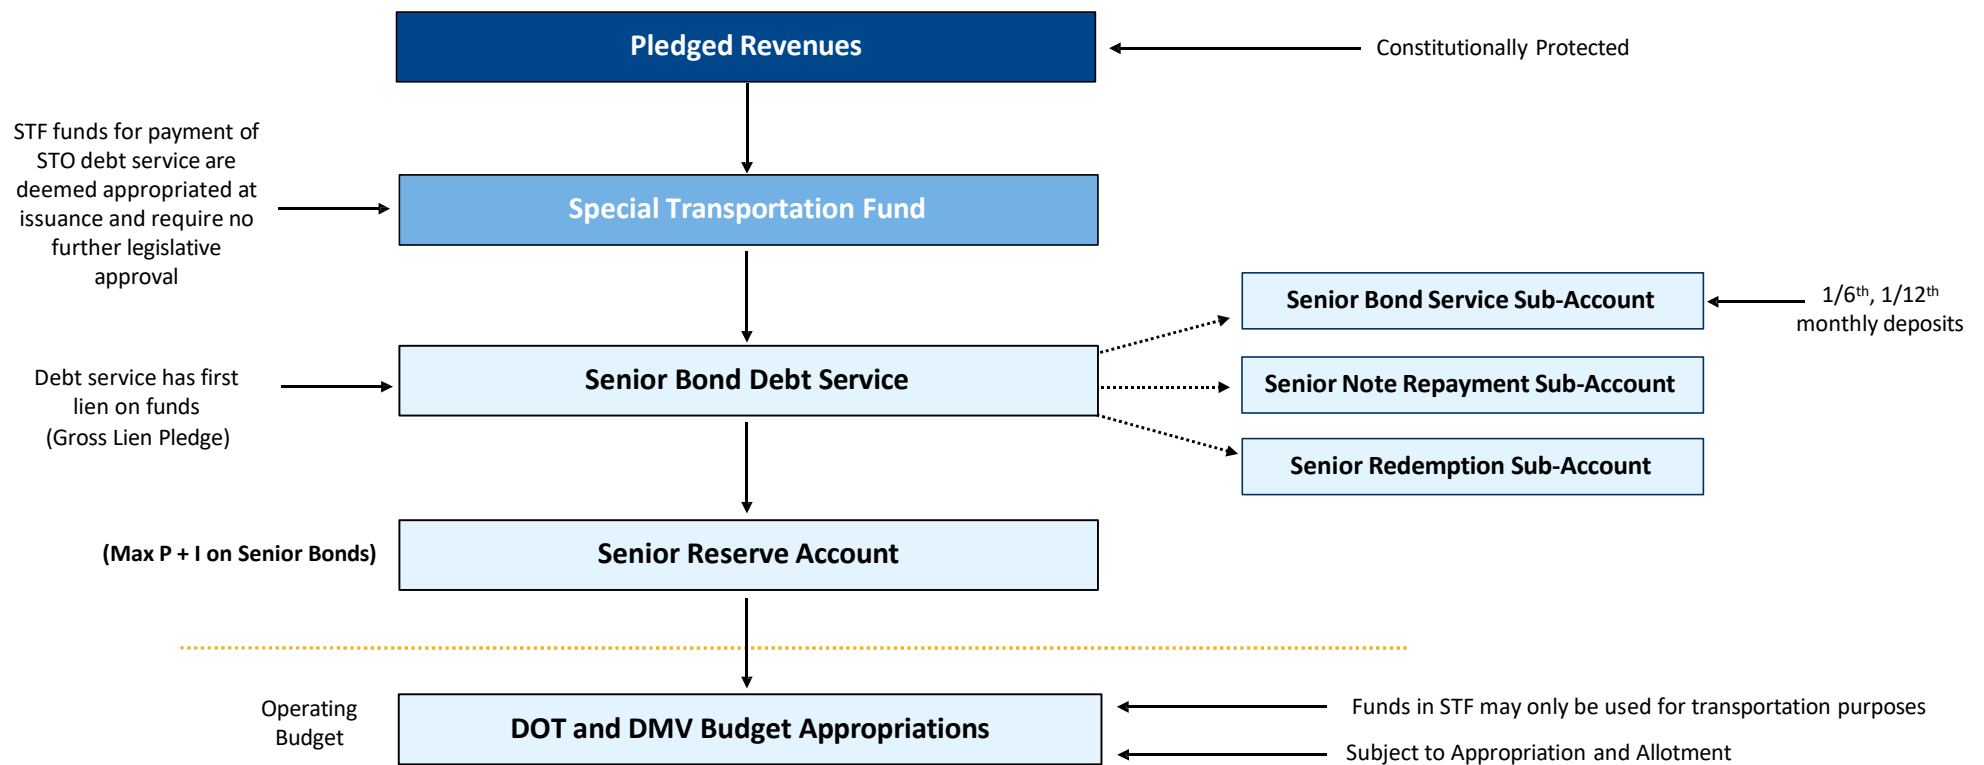 Pledged Revenues
Constitutionally Protected
STF funds for payment of
STO debt service are
deemed appropriated at
issuance and require no
further legislative
approval
Special Transportation Fund
Senior Bond Service Sub-Account
1/6th, 1/12th
monthly deposits
Debt service has first
lien on funds
(Gross Lien Pledge)
Senior Bond Debt Service
Senior Note Repayment Sub-Account
Senior Redemption Sub-Account
(Max P + I on Senior Bonds)
Senior Reserve Account
Operating
Budget
DOT and DMV Budget Appropriations
Funds in STF may only be used for transportation purposes
Subject to Appropriation and Allotment